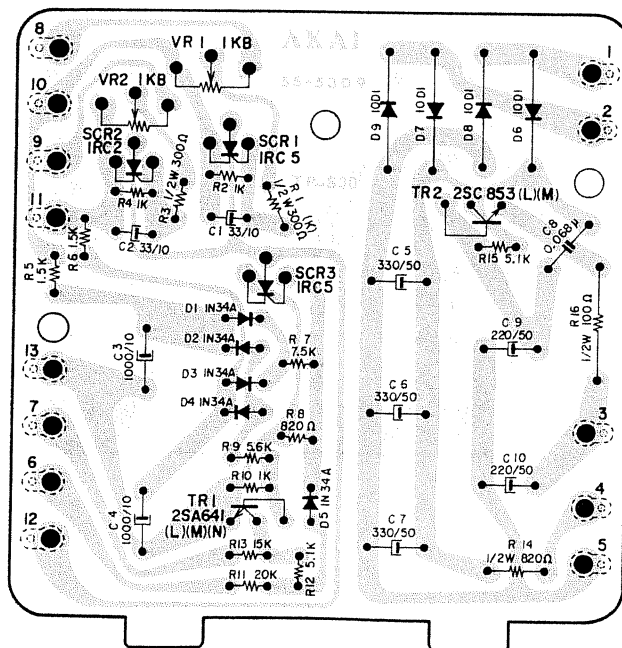 8
VR1 1KB
AKAI
1
10
VR2 1KB
D9 10D1
D7 10D1
D8 10D1
D6 10D1
2
SCR2
IRC2
SCR1
IRC5
9
R4 1K
R3 1/2W 300Ω
R2 1K
R1 (K)
1/2W 300Ω
TR2 2SC853(L)(M)
11
C2 33/10
C1 33/10
R6 1.5K
R5
1.5K
R15 5.1K
C8
0.068μ
SCR3
IRC5
C5
330/50
D1 1N34A
D2 1N34A
D3 1N34A
D4 1N34A
C3
1000/10
R7
7.5K
C9
220/50
R16
1/2W 100Ω
13
C6
330/50
R8
820Ω
7
3
R9 5.6K
R10 1K
C10
220/50
6
TR1
2SA641
(L)(M)(N)
D5 1N34A
C4
1000/10
4
12
C7
330/50
R13 15K
R14
1/2W 820Ω
5
R11 20K
R12 5.1K